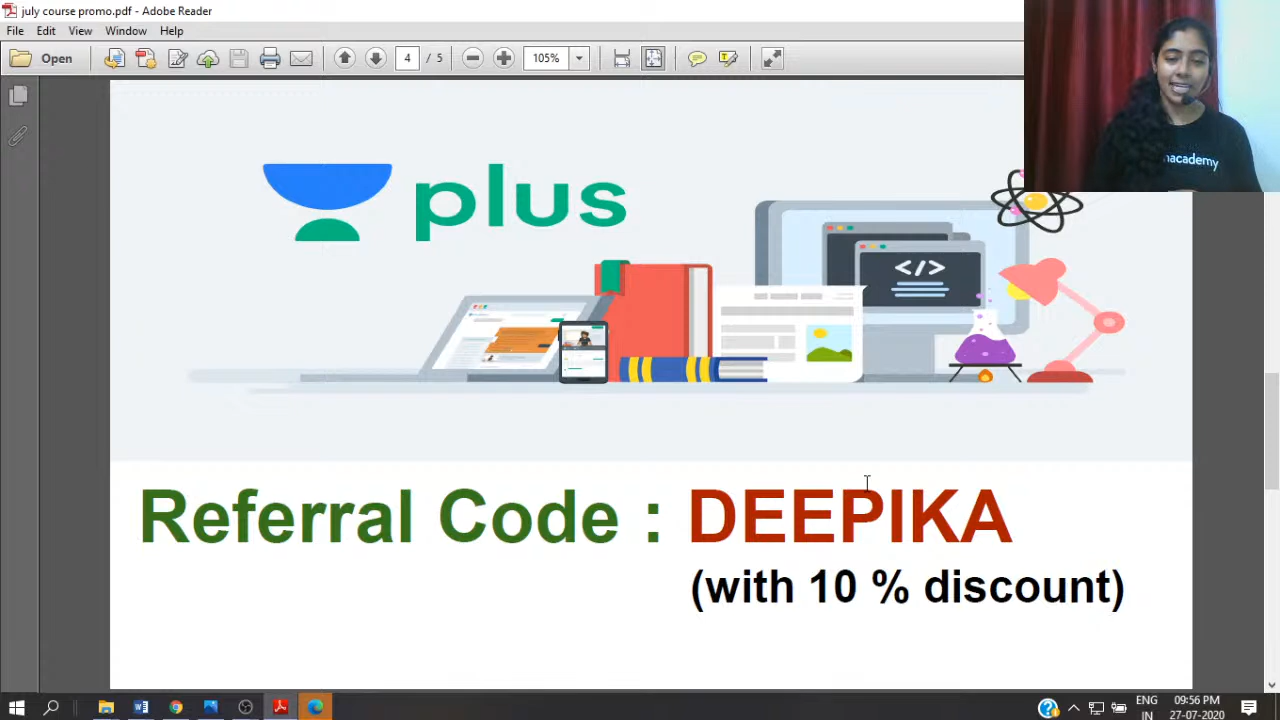 july course promo.pdf - Adobe Reader
File Edit View Window Help
Open 4 / 5 105%
nacademy
plus
</>
Referral Code : DEEPIKA
(with 10 % discount)
ENG 09:56 PM
IN 27-07-2020